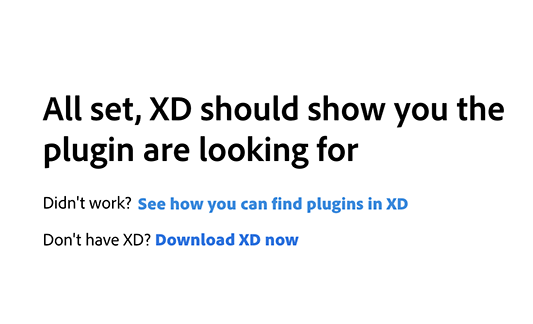 All set, XD should show you the
plugin are looking for
Didn't work? See how you can find plugins in XD
Don't have XD? Download XD now